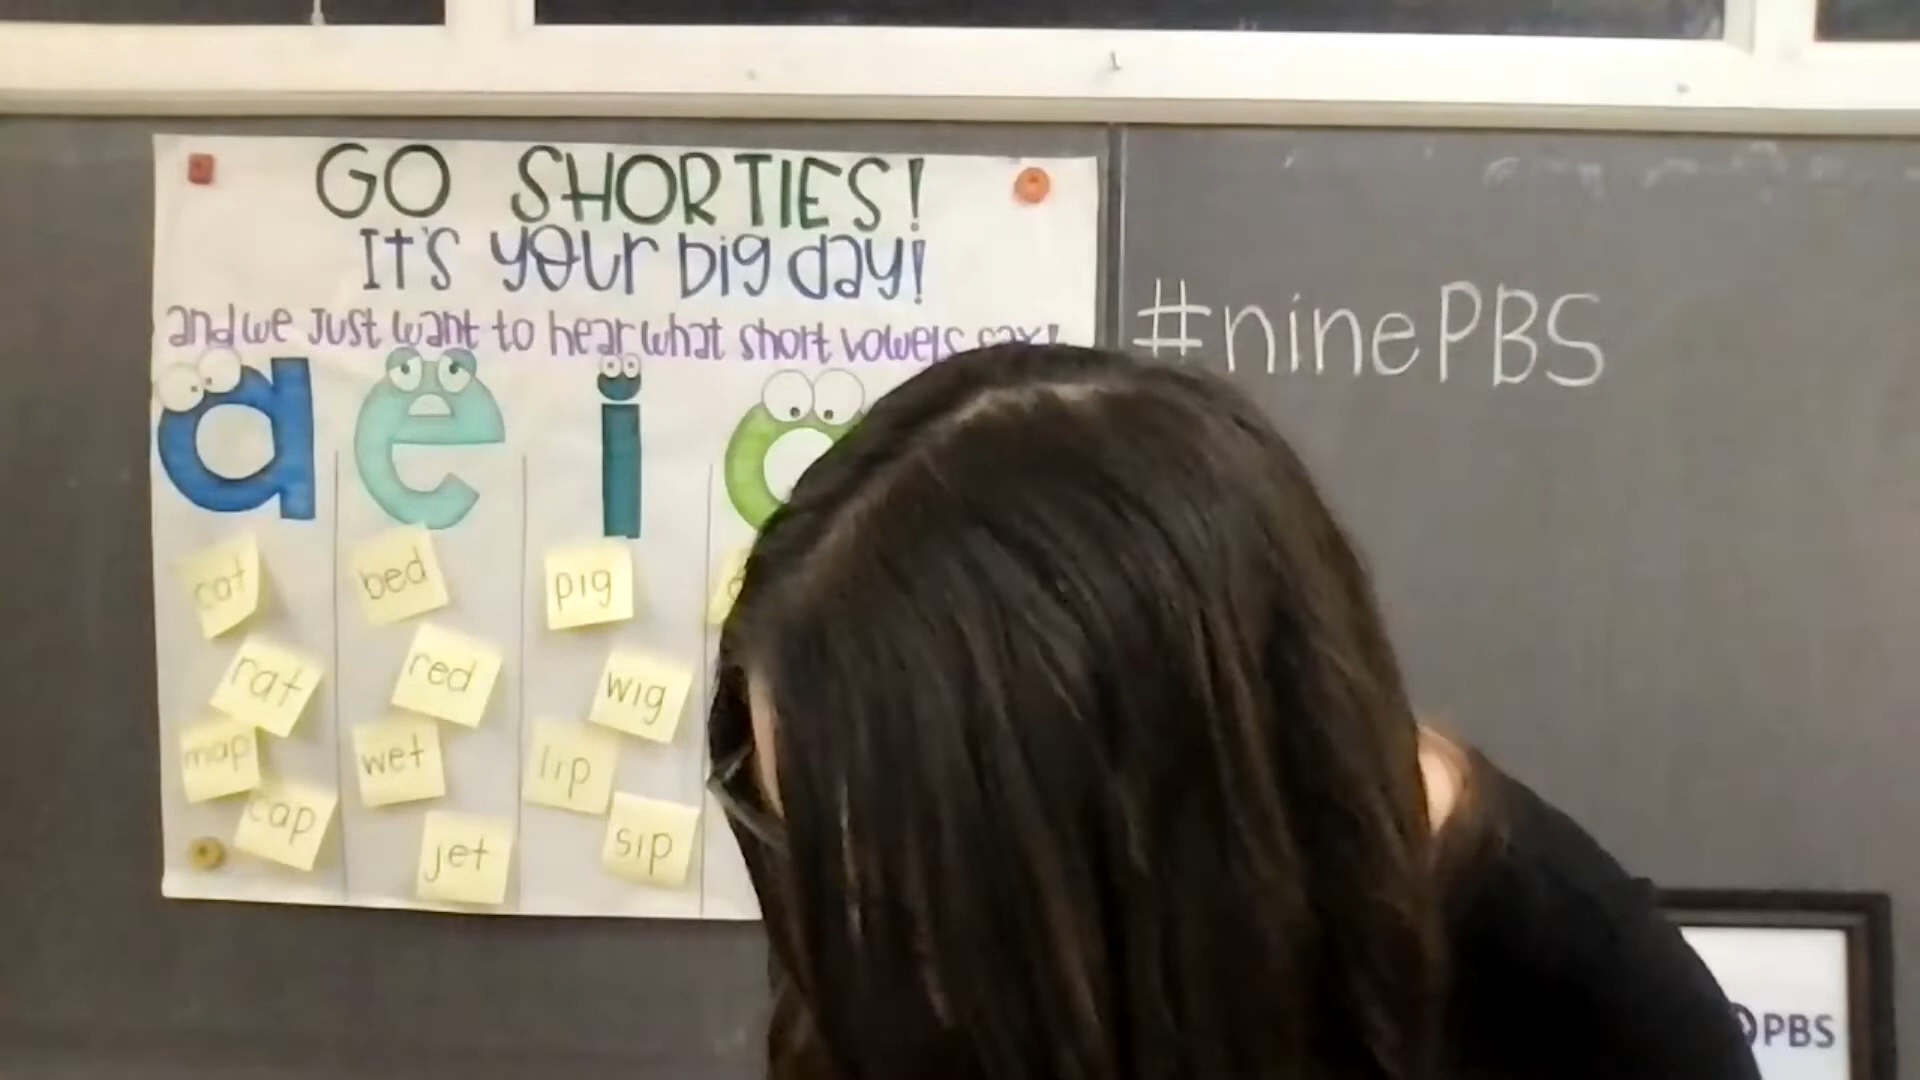 GO SHORTIES!
It's your big day!
and we just want to hear what short vowels say!
#ninePBS
a e i o
cat bed pig
rat red wig
map wet lip
cap jet sip
PBS